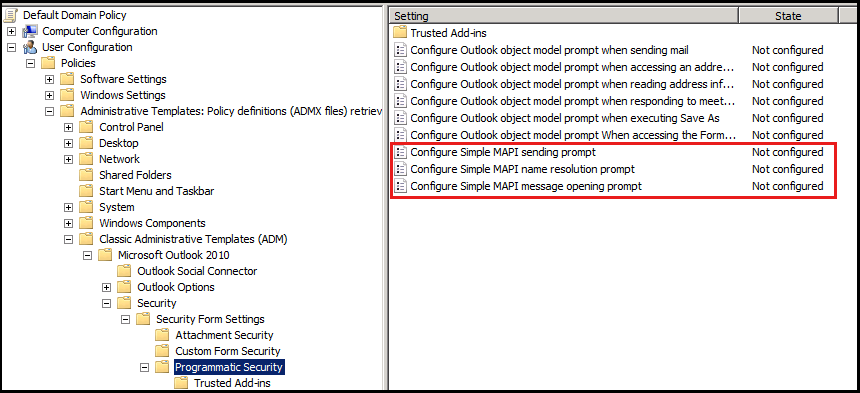 Default Domain Policy
Computer Configuration
User Configuration
Policies
Software Settings
Windows Settings
Administrative Templates: Policy definitions (ADMX files) retriev
Control Panel
Desktop
Network
Shared Folders
Start Menu and Taskbar
System
Windows Components
Classic Administrative Templates (ADM)
Microsoft Outlook 2010
Outlook Social Connector
Outlook Options
Security
Security Form Settings
Attachment Security
Custom Form Security
Programmatic Security
Trusted Add-ins
Setting State
Trusted Add-ins
Configure Outlook object model prompt when sending mail Not configured
Configure Outlook object model prompt when accessing an addre... Not configured
Configure Outlook object model prompt when reading address inf... Not configured
Configure Outlook object model prompt when responding to meet... Not configured
Configure Outlook object model prompt when executing Save As Not configured
Configure Outlook object model prompt When accessing the Form... Not configured
Configure Simple MAPI sending prompt Not configured
Configure Simple MAPI name resolution prompt Not configured
Configure Simple MAPI message opening prompt Not configured